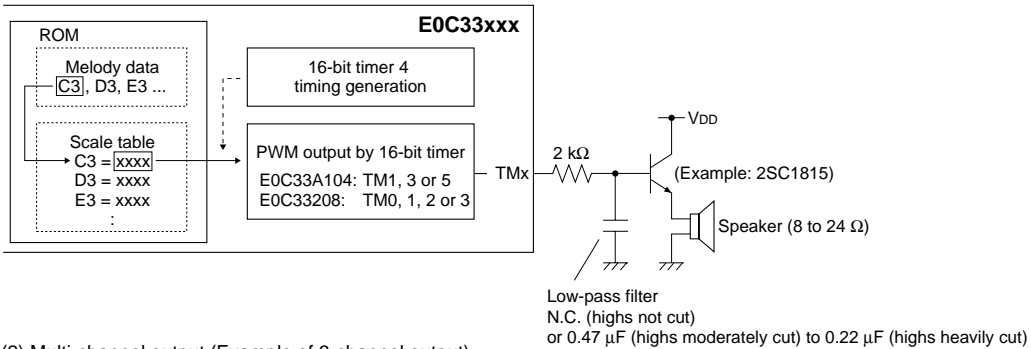 E0C33xxx
ROM
Melody data
C3, D3, E3 ...
16-bit timer 4
timing generation
Scale table
C3 = xxxx
D3 = xxxx
E3 = xxxx
:
PWM output by 16-bit timer
E0C33A104: TM1, 3 or 5
E0C33208: TM0, 1, 2 or 3
TMx
2 kΩ
VDD
(Example: 2SC1815)
Speaker (8 to 24 Ω)
Low-pass filter
N.C. (highs not cut)
or 0.47 µF (highs moderately cut) to 0.22 µF (highs heavily cut)